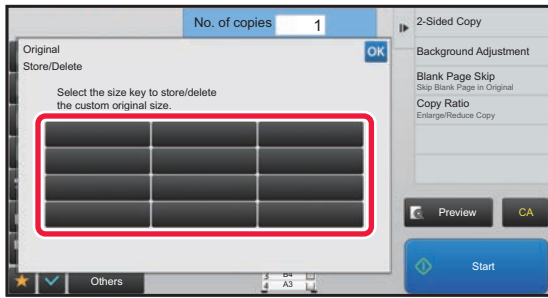 No. of copies 1
Original
OK
Store/Delete
Select the size key to store/delete
the custom original size.
2-Sided Copy
Background Adjustment
Blank Page Skip
Skip Blank Page in Original
Copy Ratio
Enlarge/Reduce Copy
Preview
CA
Start
Others
3 B4
4 A3